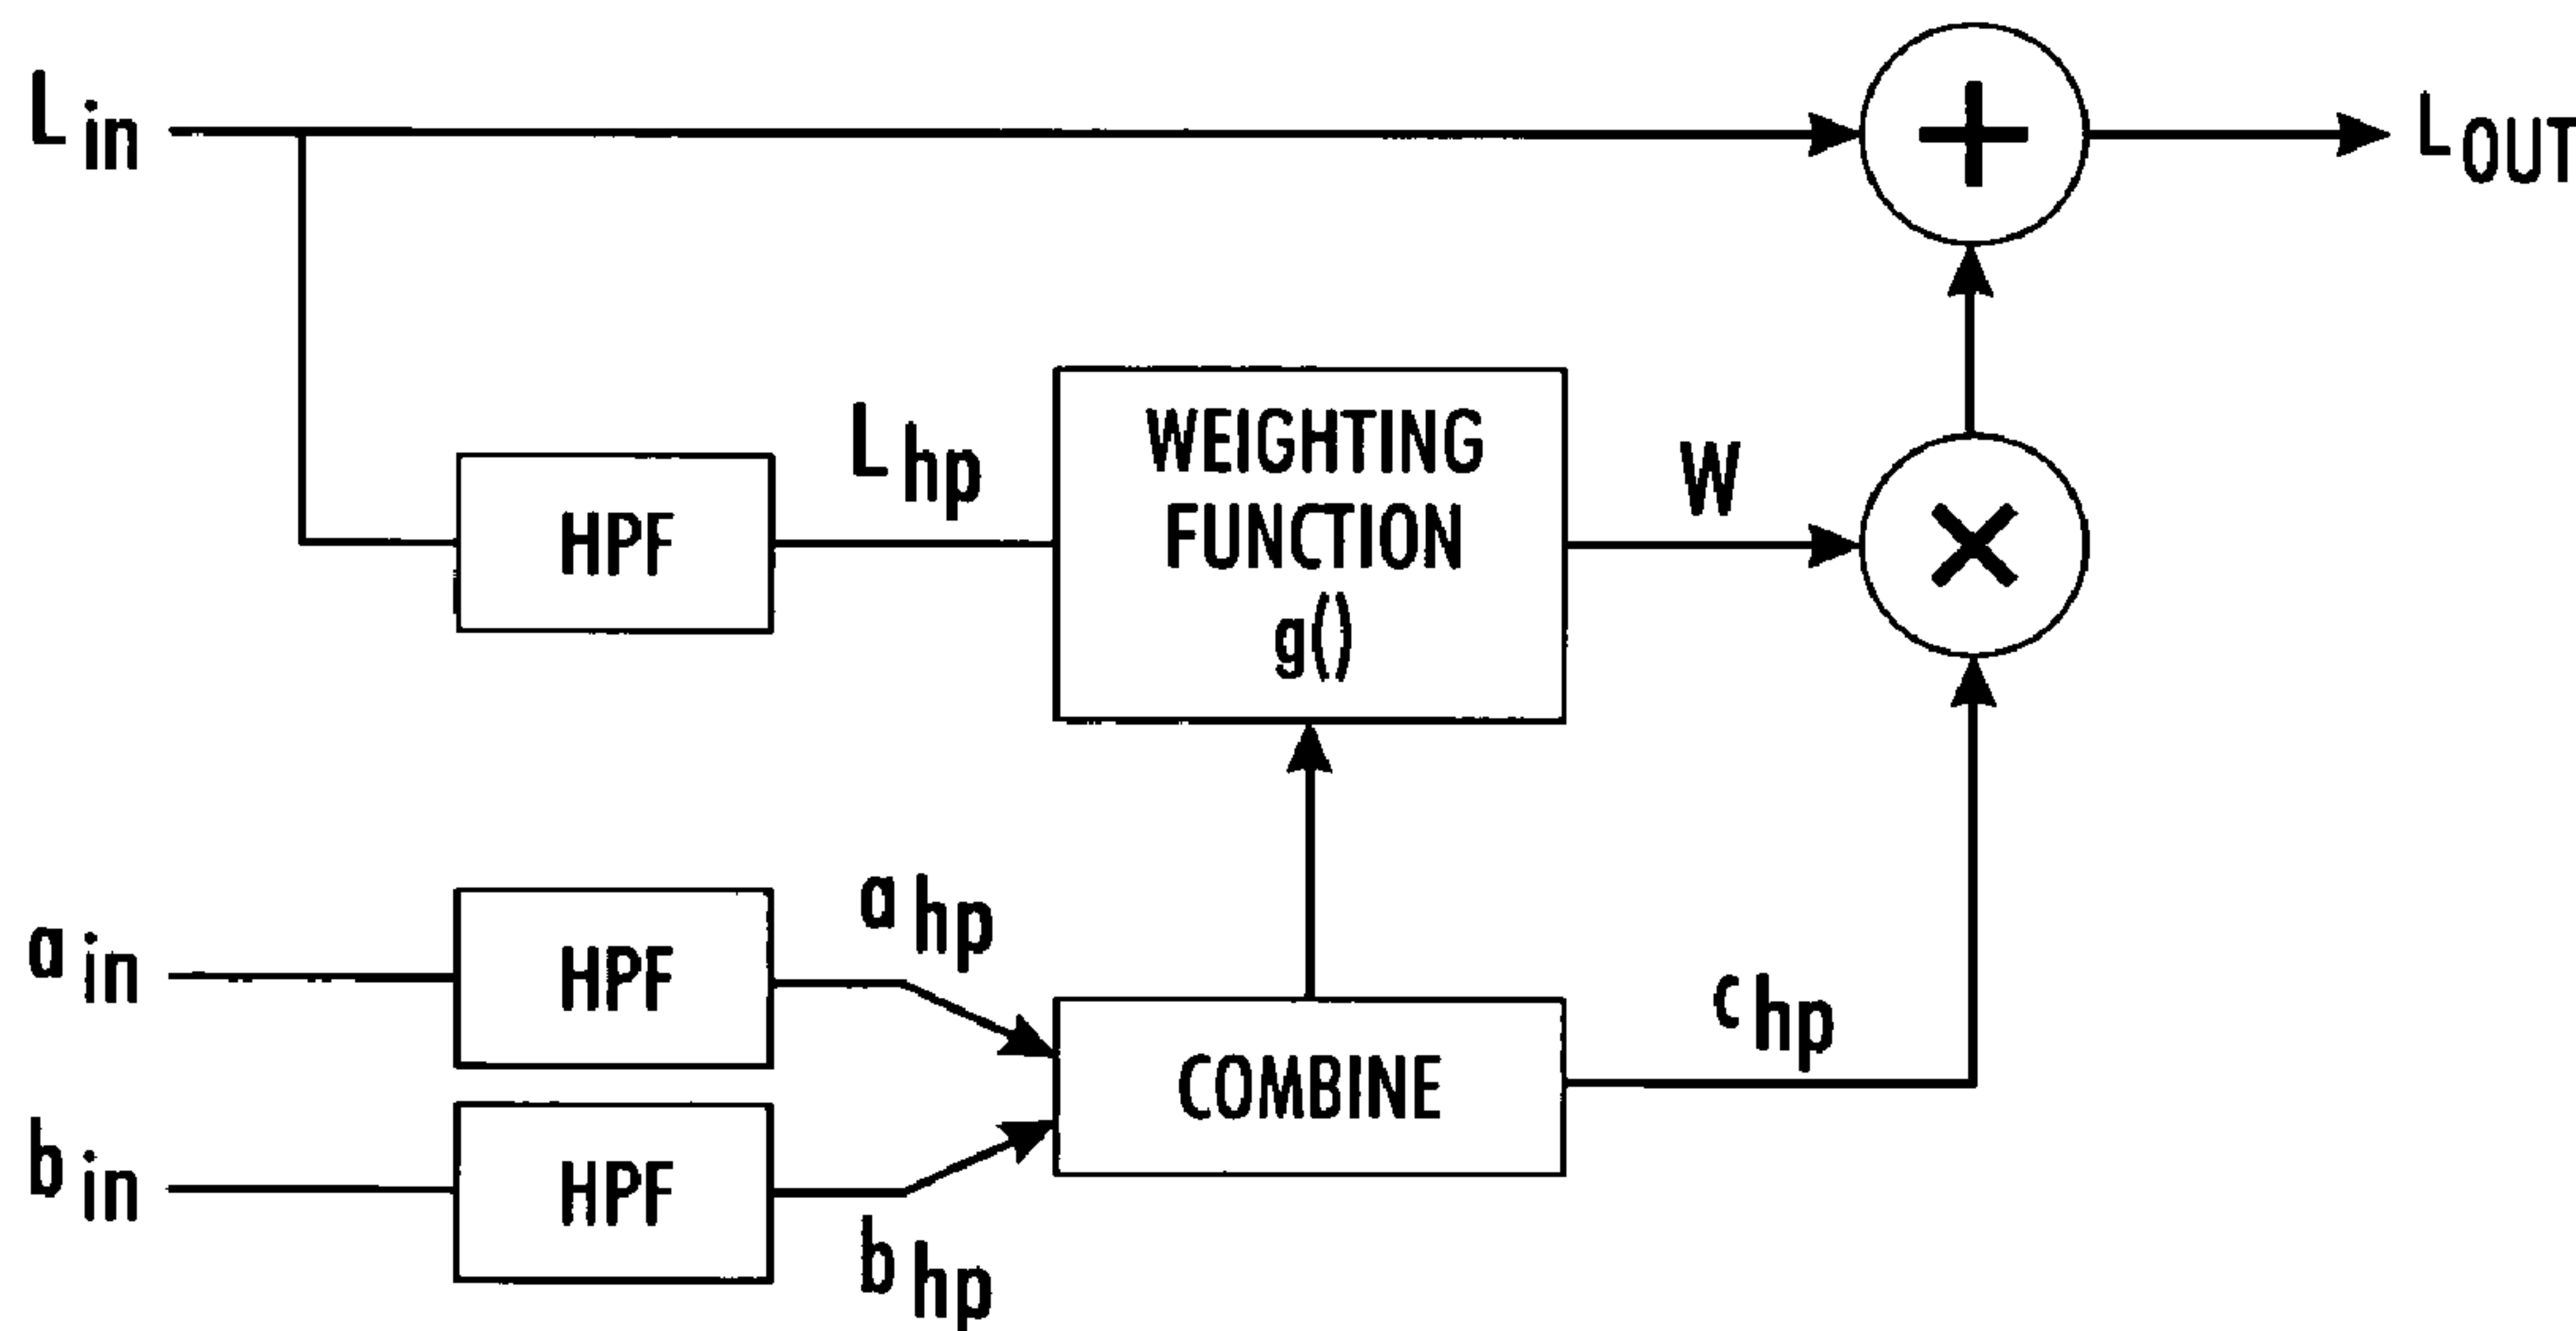 L in
+
L OUT
HPF
L hp
WEIGHTING
FUNCTION
g()
W
×
a in
HPF
a hp
COMBINE
c hp
b in
HPF
b hp